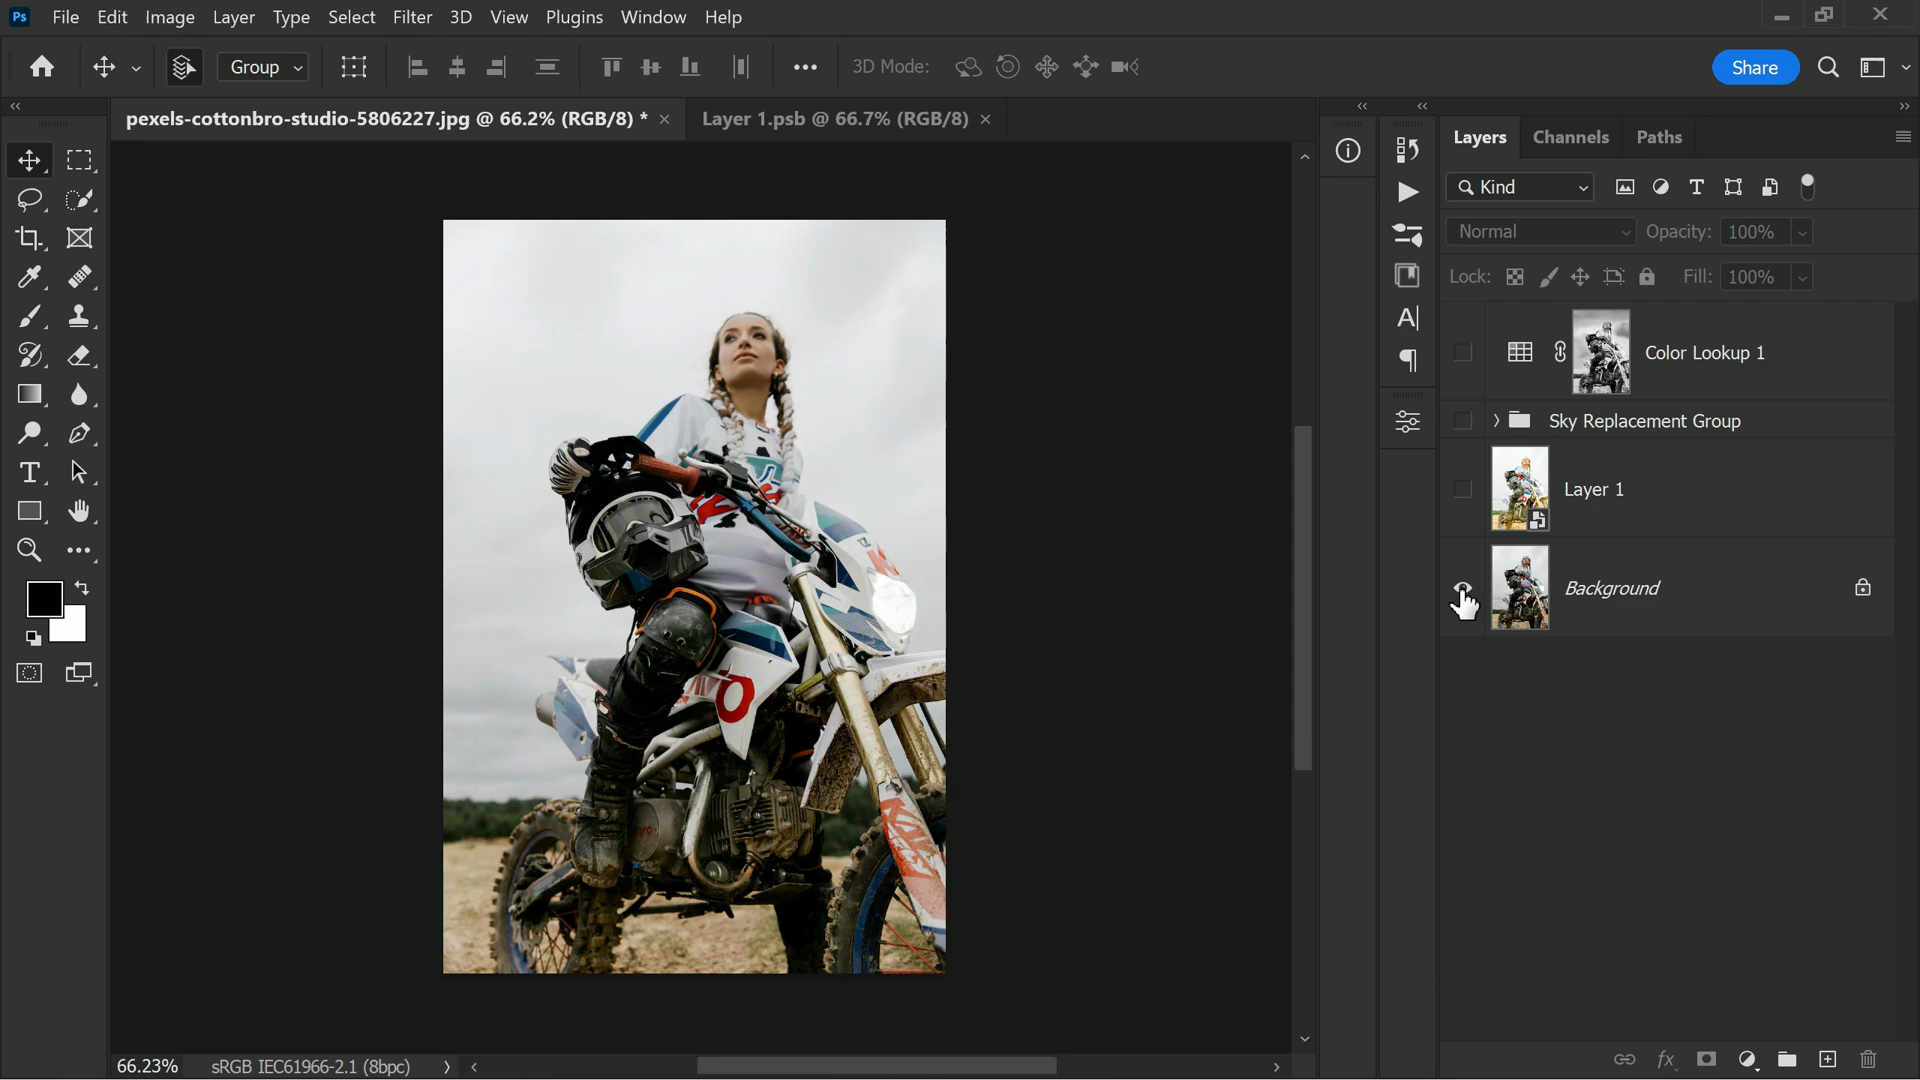 Ps File Edit Image Layer Type Select Filter 3D View Plugins Window Help
Group 3D Mode: Share
pexels-cottonbro-studio-5806227.jpg @ 66.2% (RGB/8) * Layer 1.psb @ 66.7% (RGB/8)
Layers Channels Paths
Kind
Normal Opacity: 100%
Lock: Fill: 100%
Color Lookup 1
Sky Replacement Group
Layer 1
Background
66.23% sRGB IEC61966-2.1 (8bpc)